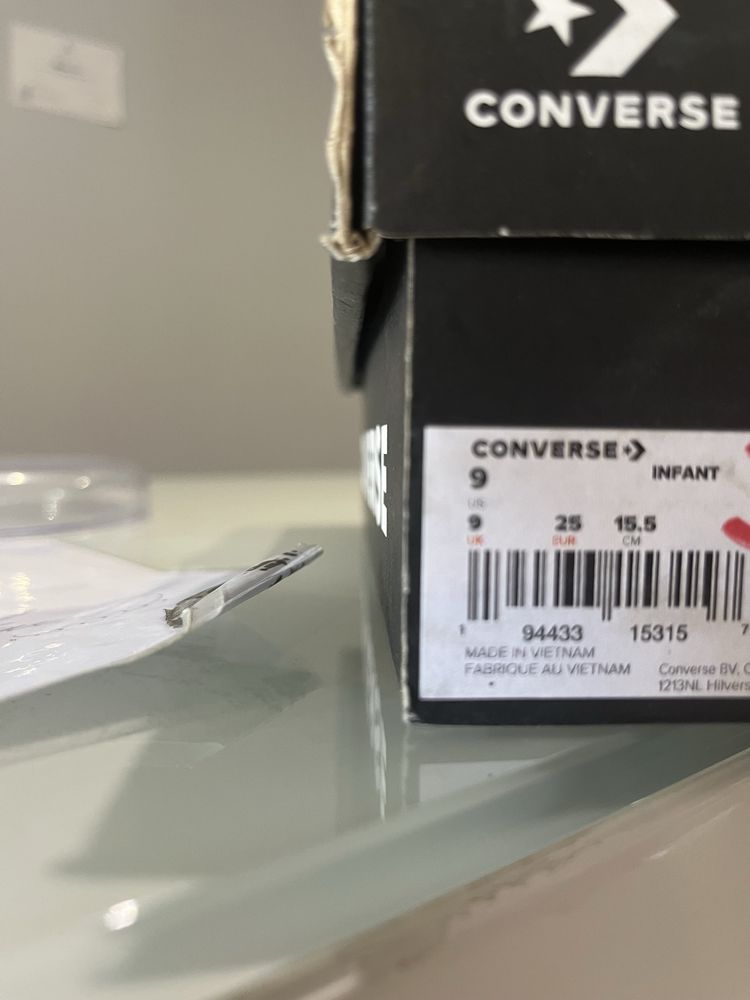 CONVERSE
CONVERSE
9
INFANT
US
9 25 15.5
UK EUR CM
1 94433 15315 7
MADE IN VIETNAM
FABRIQUE AU VIETNAM
Converse BV, C
1213NL Hilvers
RSE